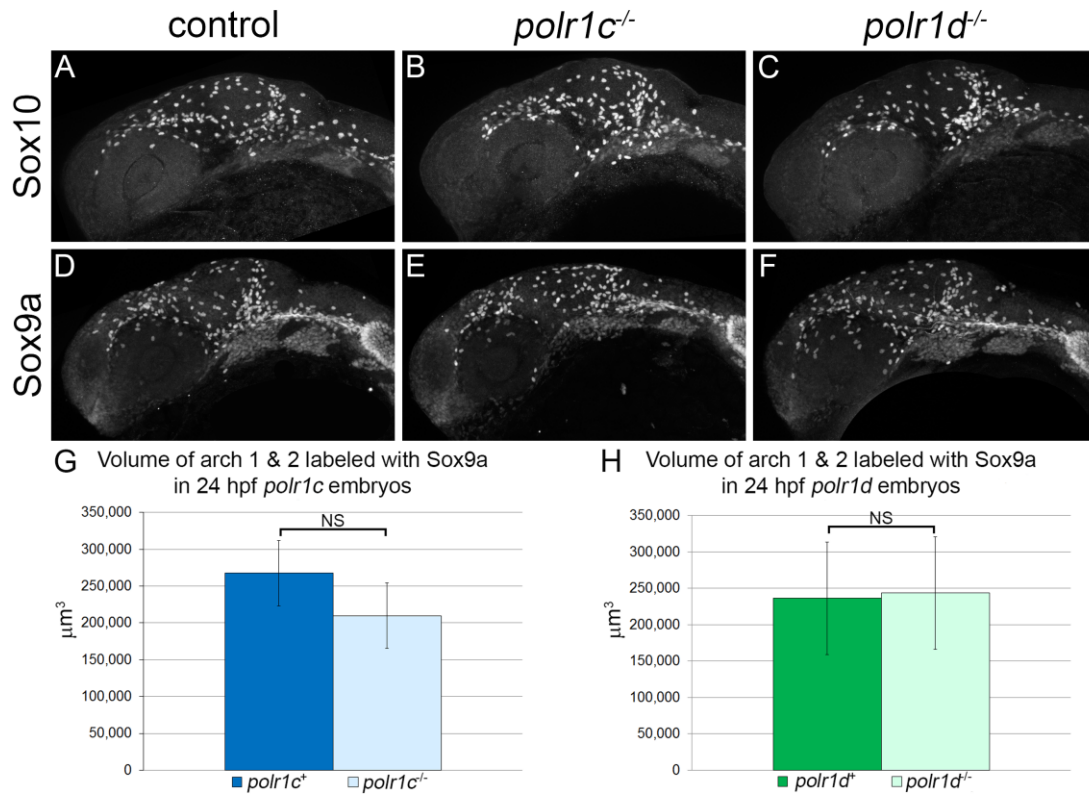 control polr1c-/- polr1d-/-
Sox10
A B C
Sox9a
D E F
G Volume of arch 1 & 2 labeled with Sox9a
in 24 hpf polr1c embryos
H Volume of arch 1 & 2 labeled with Sox9a
in 24 hpf polr1d embryos
350,000
300,000
250,000
200,000
150,000
100,000
50,000
0
μm³
NS
polr1c+ polr1c-/-
350,000
300,000
250,000
200,000
150,000
100,000
50,000
0
μm³
NS
polr1d+ polr1d-/-